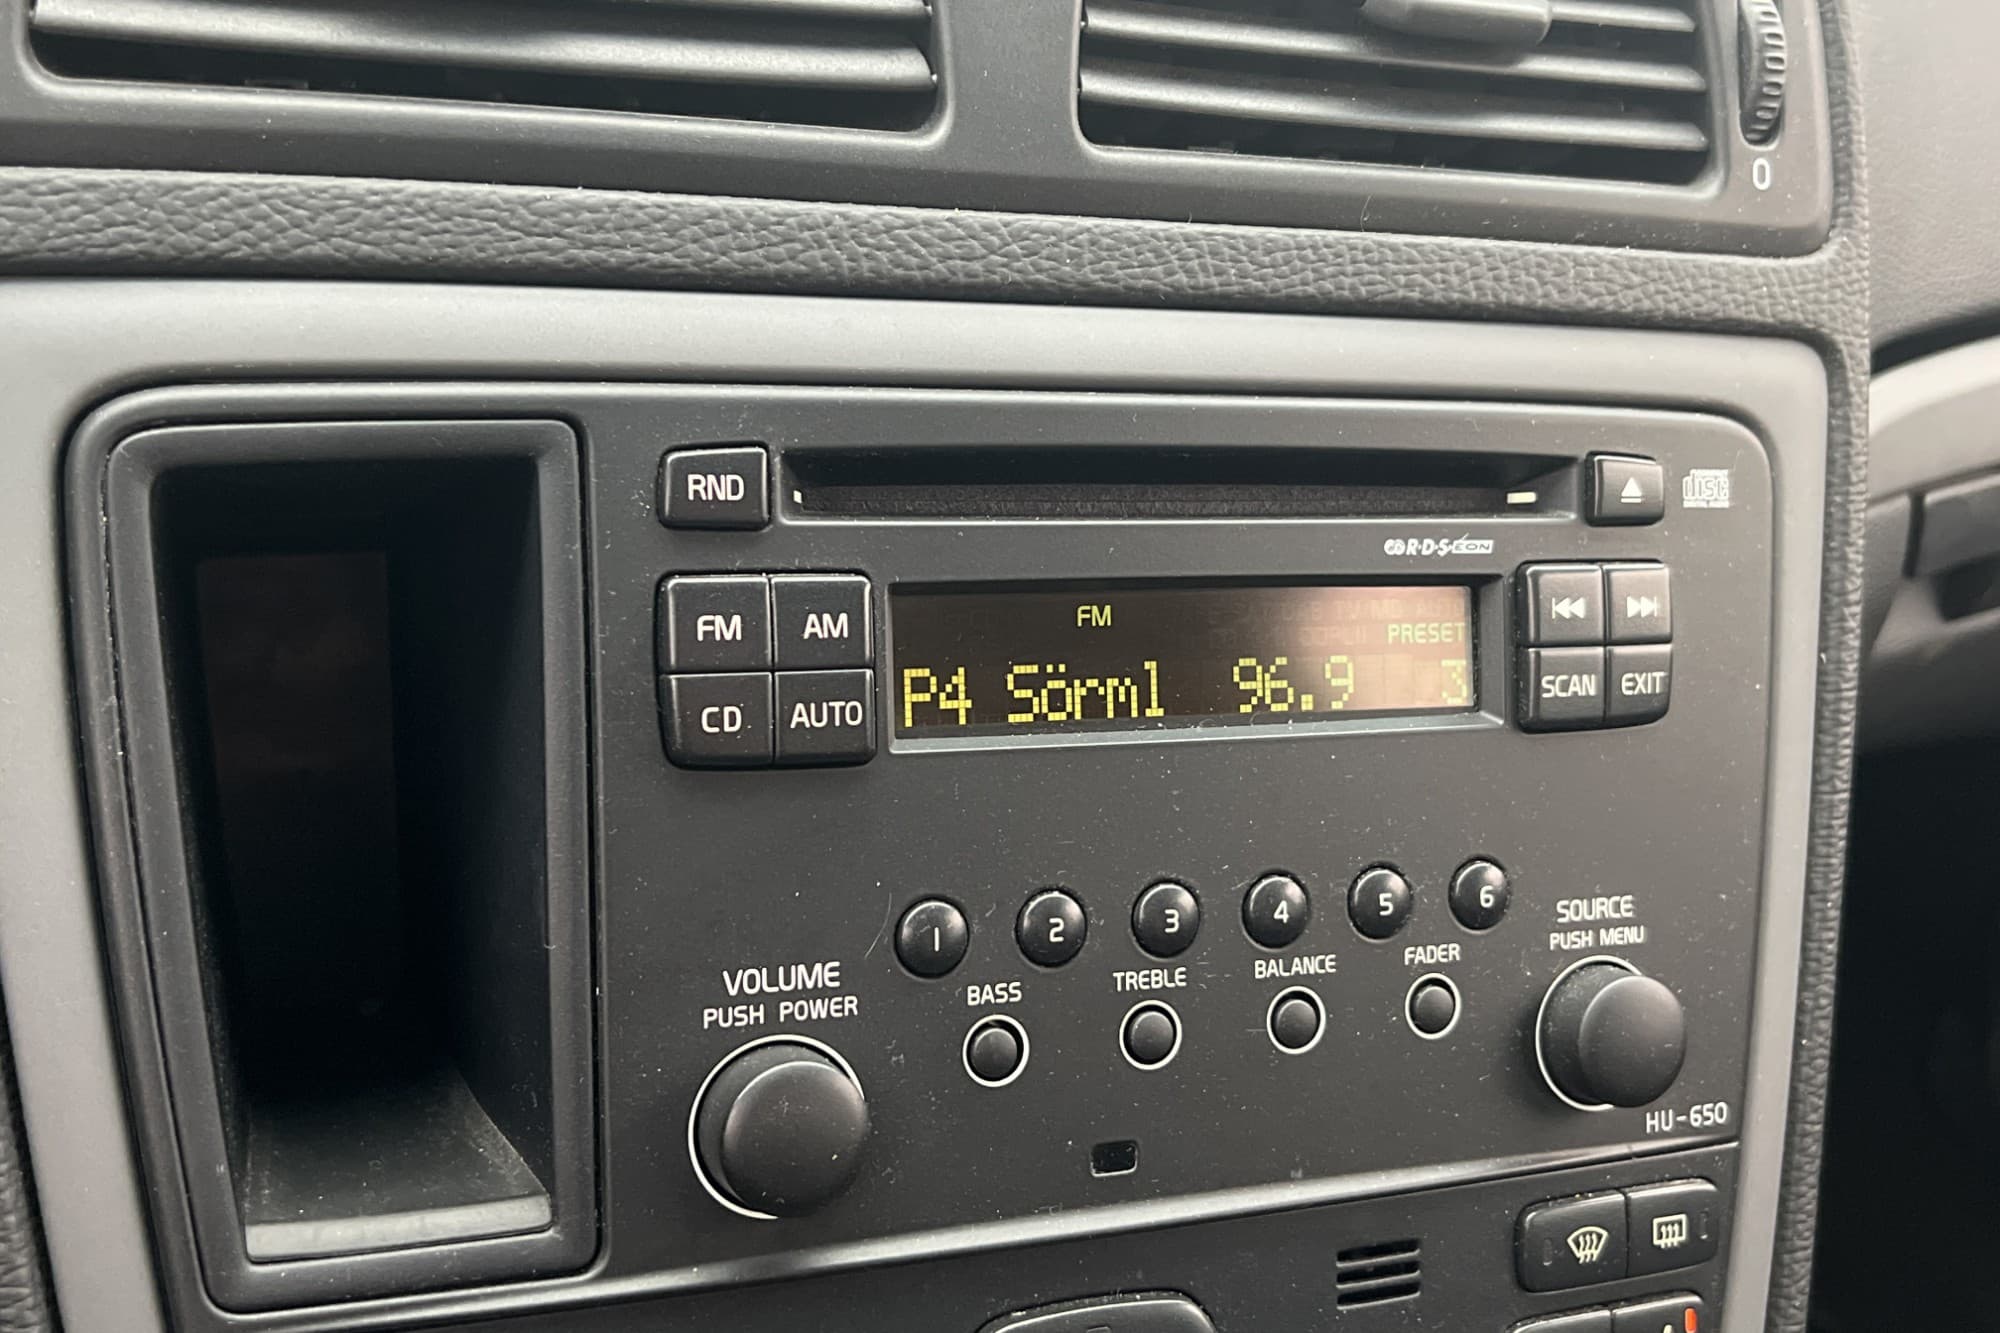 0
RND
disc
R·D·S EON
FM AM
CD AUTO
FM
PRESET
P4 Sörml 96.9 3
SCAN EXIT
1 2 3 4 5 6
VOLUME
PUSH POWER
BASS
TREBLE
BALANCE
FADER
SOURCE
PUSH MENU
HU-650